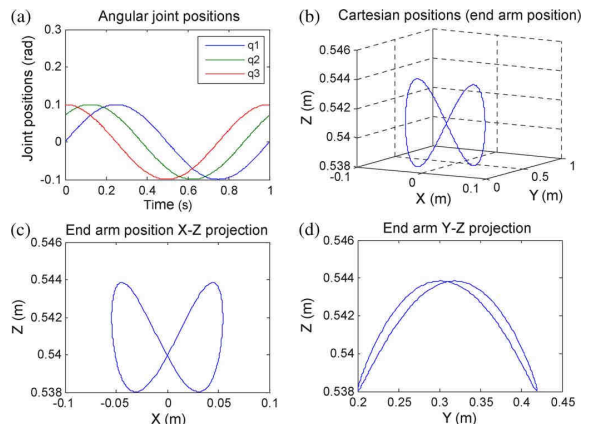 (a) Angular joint positions
0.3
0.2
0.1
0
-0.1
Joint positions (rad)
q1
q2
q3
0 0.2 0.4 0.6 0.8 1
Time (s)
(b) Cartesian positions (end arm position)
0.546
0.544
0.542
0.54
0.538
Z (m)
-0.1 0 0.1
X (m)
0 0.5 1
Y (m)
(c) End arm position X-Z projection
0.546
0.544
0.542
0.54
0.538
Z (m)
-0.1 -0.05 0 0.05 0.1
X (m)
(d) End arm Y-Z projection
0.546
0.544
0.542
0.54
0.538
Z (m)
0.2 0.25 0.3 0.35 0.4 0.45
Y (m)